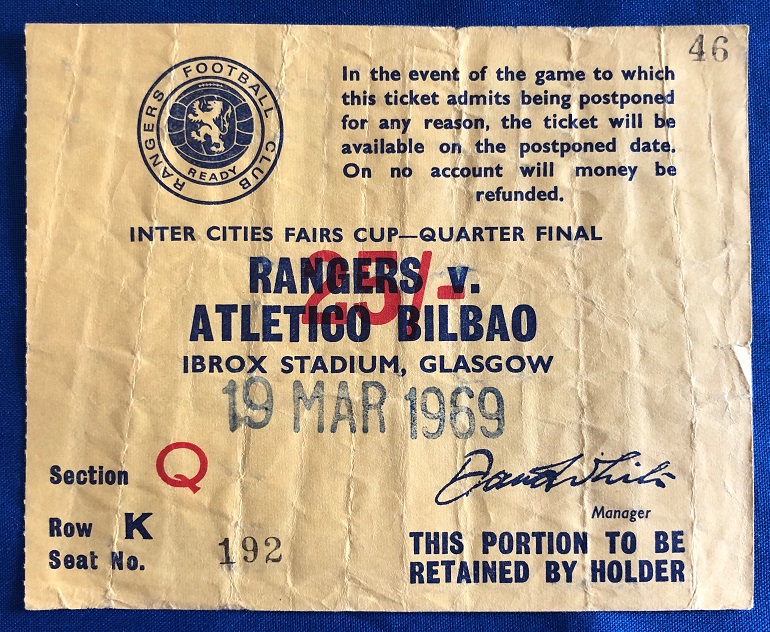 46
RANGERS FOOTBALL CLUB
READY
In the event of the game to which
this ticket admits being postponed
for any reason, the ticket will be
available on the postponed date.
On no account will money be
refunded.
INTER CITIES FAIRS CUP—QUARTER FINAL
RANGERS v.
25/-
ATLETICO BILBAO
IBROX STADIUM, GLASGOW
19 MAR 1969
Section Q
Row K
Seat No. 192
David White
Manager
THIS PORTION TO BE
RETAINED BY HOLDER